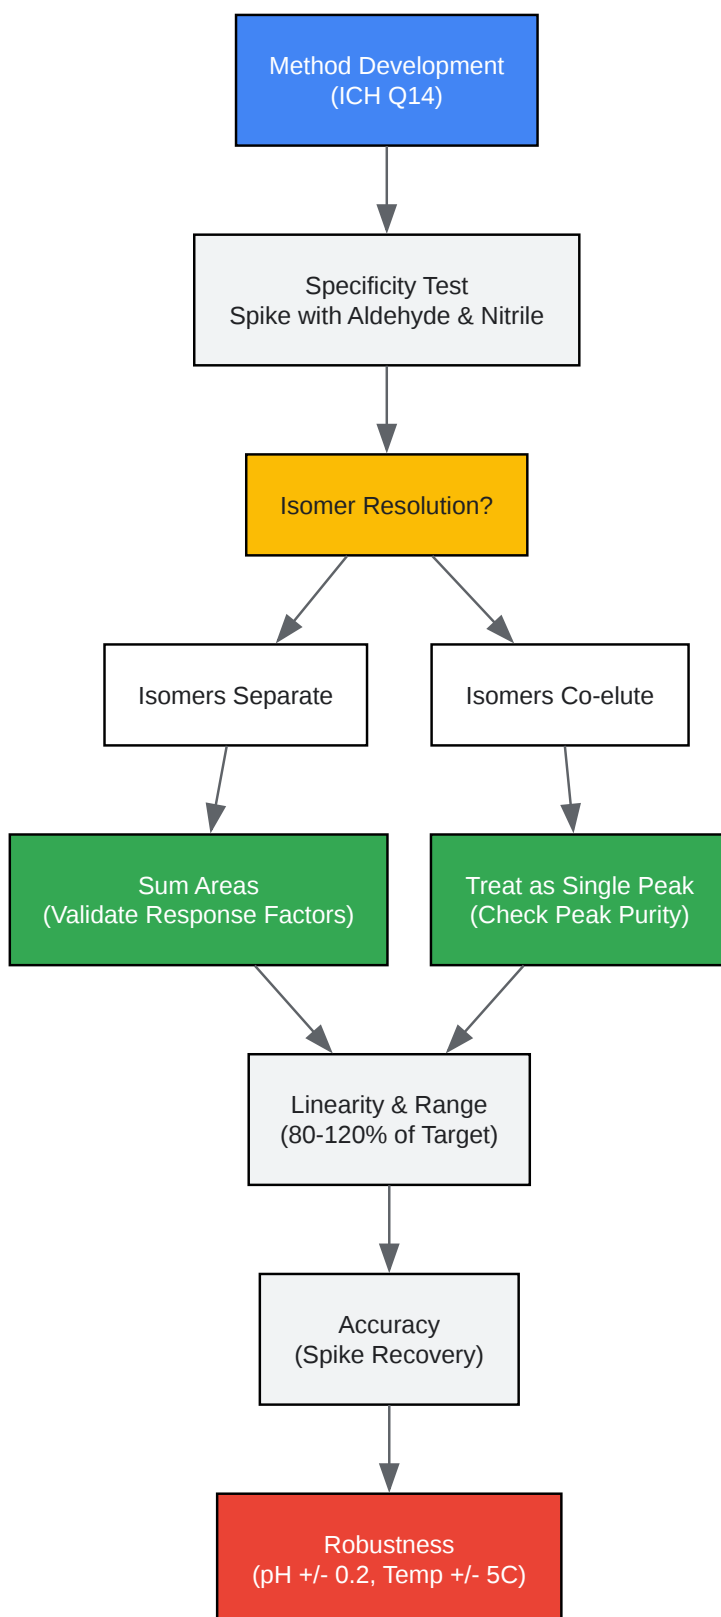 Method Development
(ICH Q14)
Specificity Test
Spike with Aldehyde & Nitrile
Isomer Resolution?
Isomers Separate
Isomers Co-elute
Sum Areas
(Validate Response Factors)
Treat as Single Peak
(Check Peak Purity)
Linearity & Range
(80-120% of Target)
Accuracy
(Spike Recovery)
Robustness
(pH +/- 0.2, Temp +/- 5C)